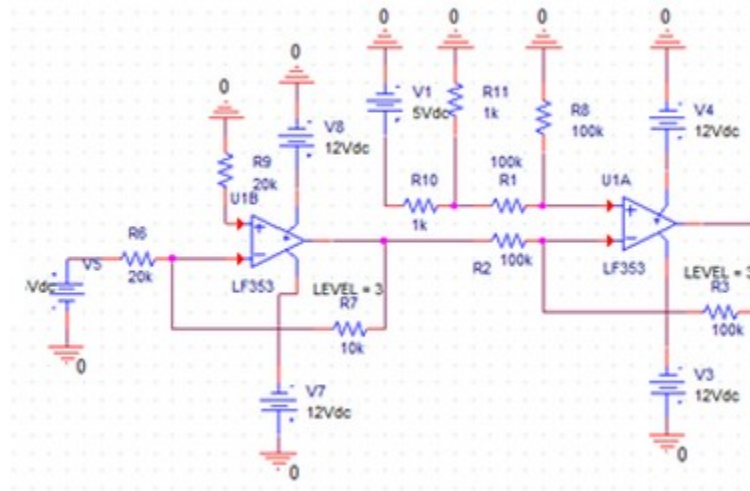 0
0
0
0
0
0
V1
5Vdc
R11
1k
R8
100k
V4
12Vdc
V8
12Vdc
R9
20k
100k
R10
R1
1k
U1A
U1B
R6
20k
V5
Vdc
LF353
R2
100k
LF353
LEVEL = 3
R7
10k
LEVEL = 3
R3
100k
V7
12Vdc
V3
12Vdc
0
0
0